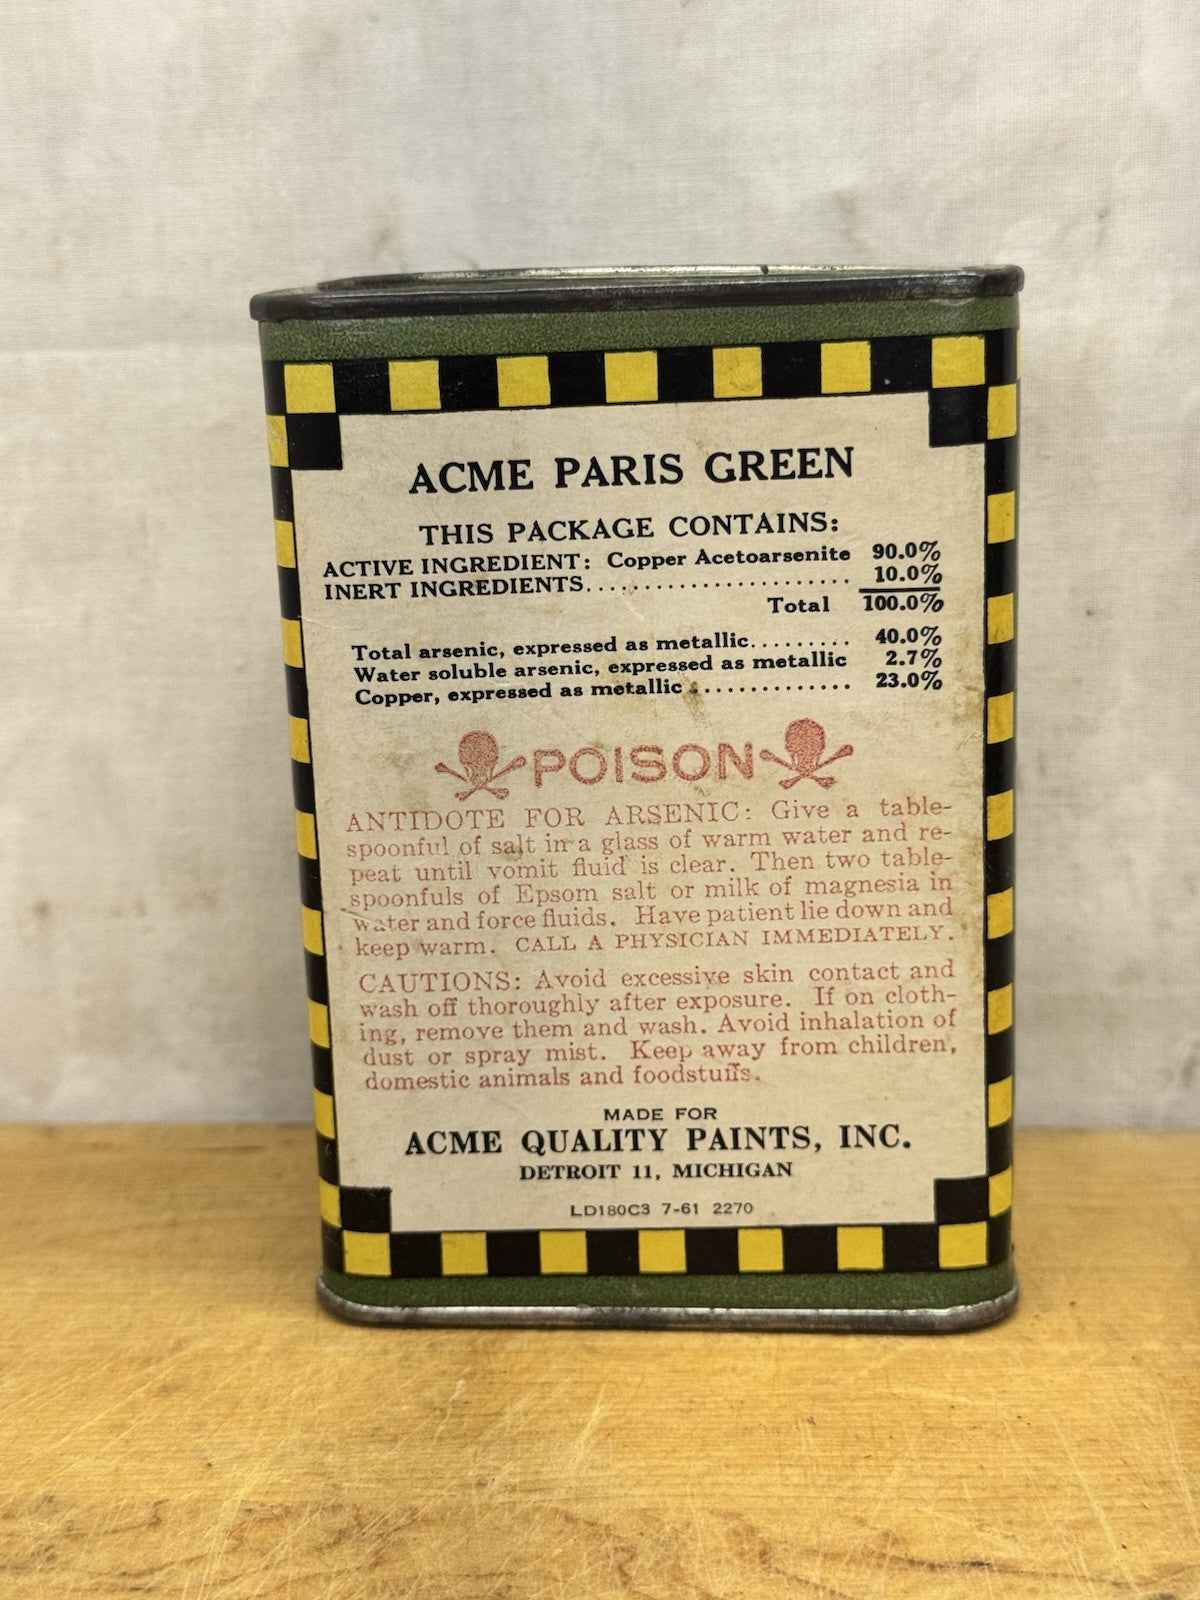 ACME PARIS GREEN
THIS PACKAGE CONTAINS:
ACTIVE INGREDIENT: Copper Acetoarsenite 90.0%
INERT INGREDIENTS........................ 10.0%
Total 100.0%
Total arsenic, expressed as metallic......... 40.0%
Water soluble arsenic, expressed as metallic 2.7%
Copper, expressed as metallic.............. 23.0%
POISON
ANTIDOTE FOR ARSENIC: Give a table-
spoonful of salt in a glass of warm water and re-
peat until vomit fluid is clear. Then two table-
spoonfuls of Epsom salt or milk of magnesia in
water and force fluids. Have patient lie down and
keep warm. CALL A PHYSICIAN IMMEDIATELY.
CAUTIONS: Avoid excessive skin contact and
wash off thoroughly after exposure. If on cloth-
ing, remove them and wash. Avoid inhalation of
dust or spray mist. Keep away from children,
domestic animals and foodstuffs.
MADE FOR
ACME QUALITY PAINTS, INC.
DETROIT 11, MICHIGAN
LD180C3 7-61 2270